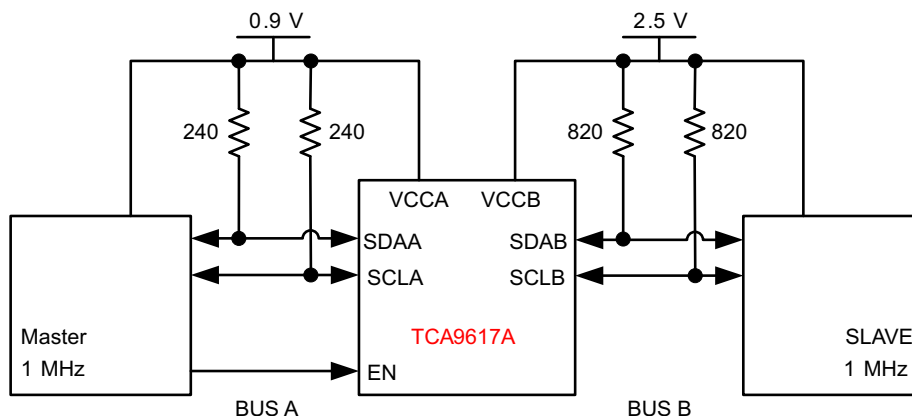 0.9 V
2.5 V
240
240
820
820
VCCA
VCCB
SDAA
SDAB
SCLA
SCLB
Master
1 MHz
TCA9617A
SLAVE
1 MHz
EN
BUS A
BUS B